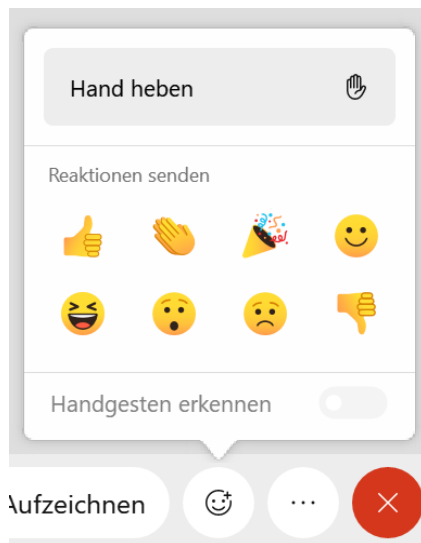 Hand heben
Reaktionen senden
Handgesten erkennen
Aufzeichnen